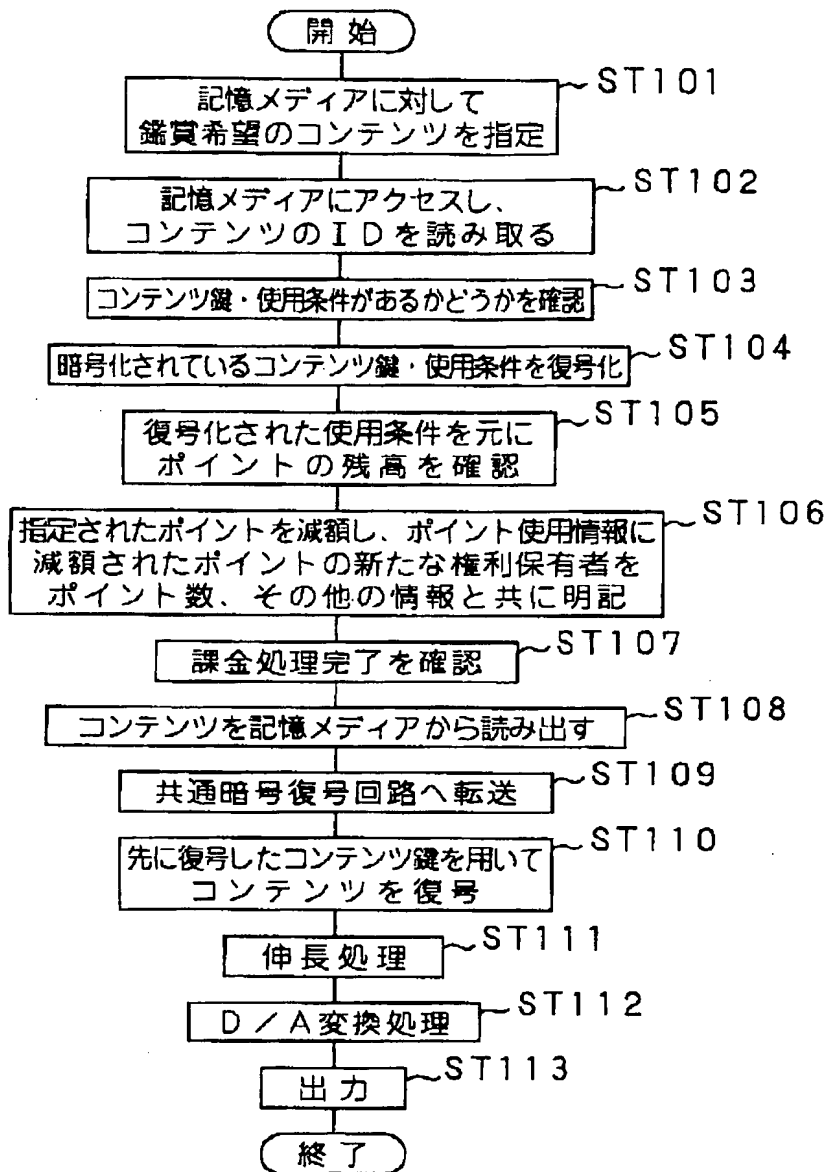 開始
ST101
記憶メディアに対して
鑑賞希望のコンテンツを指定
ST102
記憶メディアにアクセスし、
コンテンツのIDを読み取る
ST103
コンテンツ鍵・使用条件があるかどうかを確認
ST104
暗号化されているコンテンツ鍵・使用条件を復号化
ST105
復号化された使用条件を元に
ポイントの残高を確認
ST106
指定されたポイントを減額し、ポイント使用情報に
減額されたポイントの新たな権利保有者を
ポイント数、その他の情報と共に明記
ST107
課金処理完了を確認
ST108
コンテンツを記憶メディアから読み出す
ST109
共通暗号復号回路へ転送
ST110
先に復号したコンテンツ鍵を用いて
コンテンツを復号
ST111
伸長処理
ST112
D/A変換処理
ST113
出力
終了